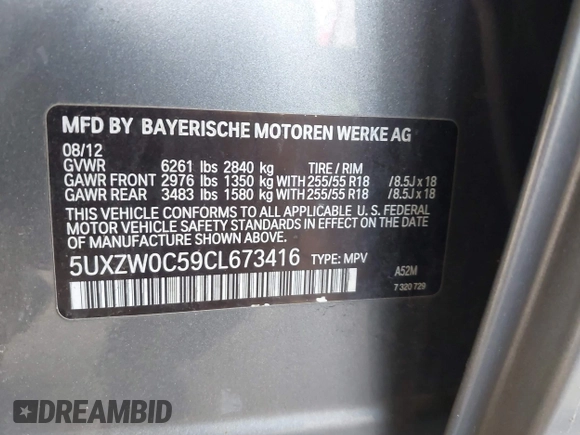 MFD BY BAYERISCHE MOTOREN WERKE AG
08/12
GVWR 6261 lbs 2840 kg TIRE / RIM
GAWR FRONT 2976 lbs 1350 kg WITH 255/55 R18 /8.5J x 18
GAWR REAR 3483 lbs 1580 kg WITH 255/55 R18 /8.5J x 18
THIS VEHICLE CONFORMS TO ALL APPLICABLE U. S. FEDERAL
MOTOR VEHICLE SAFETY STANDARDS IN EFFECT ON THE DATE OF
MANUFACTURE SHOWN ABOVE.
5UXZW0C59CL673416 TYPE: MPV
A52M
7 320 729
DREAMBID